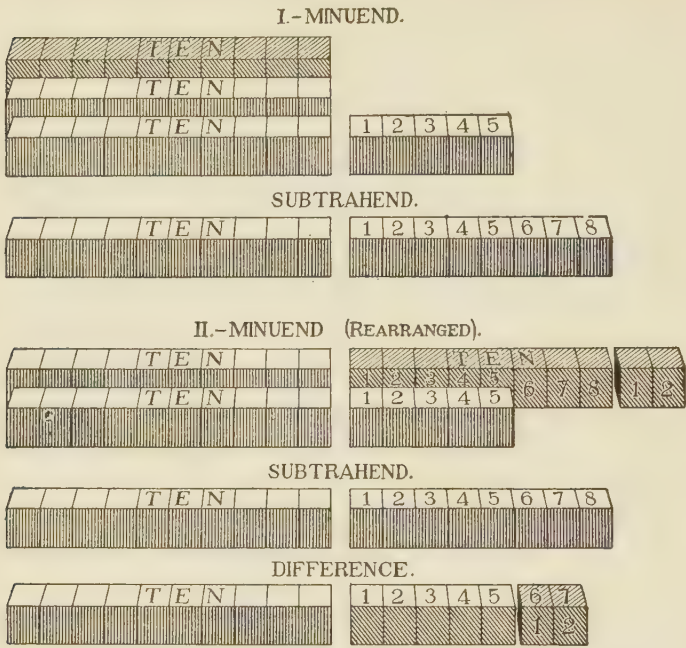 I.-MINUEND.
TEN
TEN
TEN 1 2 3 4 5
SUBTRAHEND.
TEN 1 2 3 4 5 6 7 8
II.-MINUEND (REARRANGED).
TEN TEN
1 2 3 4 5 6 7 8 1 2
TEN 1 2 3 4 5
SUBTRAHEND.
TEN 1 2 3 4 5 6 7 8
DIFFERENCE.
TEN 1 2 3 4 5 6 7
1 2